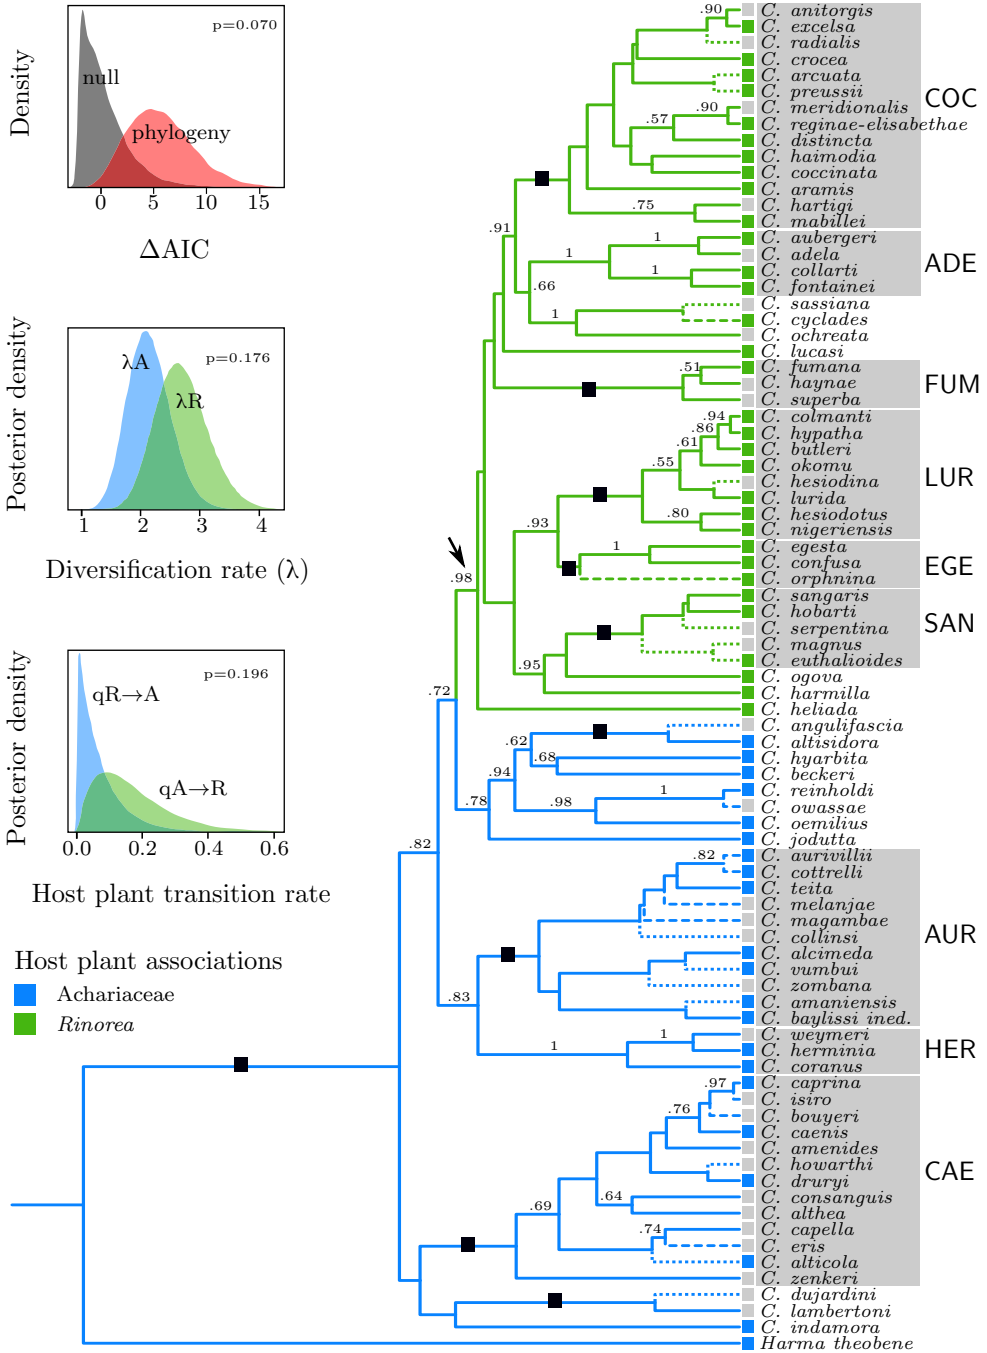 Density
p=0.070
null
phylogeny
0 5 10 15
ΔAIC
Posterior density
p=0.176
λA
λR
1 2 3 4
Diversification rate (λ)
Posterior density
p=0.196
qR→A
qA→R
0.0 0.2 0.4 0.6
Host plant transition rate
Host plant associations
Achariaceae
Rinorea
.90
.90
.57
.75
.91
1
1
1
.66
1
.51
.94
.86
.61
.55
.80
.93
1
.98
.95
.72
.62
.68
.94
1
.98
.78
.82
.82
.83
1
1
.97
.76
.64
.69
.74
C. anitorgis
C. excelsa
C. radialis
C. crocea
C. arcuata
C. preussii
C. meridionalis
C. reginae-elisabethae
C. distincta
C. haimodia
C. coccinata
C. aramis
C. hartigi
C. mabillei
C. aubergeri
C. adela
C. collarti
C. fontainei
C. sassiana
C. cyclades
C. ochreata
C. lucasi
C. fumana
C. haynae
C. superba
C. colmanti
C. hypatha
C. butleri
C. okomu
C. hesiodina
C. lurida
C. hesiodotus
C. nigeriensis
C. egesta
C. confusa
C. orphnina
C. sangaris
C. hobarti
C. serpentina
C. magnus
C. euthalioides
C. ogova
C. harmilla
C. heliada
C. angulifascia
C. altisidora
C. hyarbita
C. beckeri
C. reinholdi
C. owassae
C. oemilius
C. jodutta
C. aurivillii
C. cottrelli
C. teita
C. melanjae
C. magambae
C. collinsi
C. alcimeda
C. vumbui
C. zombana
C. amaniensis
C. baylissi ined.
C. weymeri
C. herminia
C. coranus
C. caprina
C. isiro
C. bouyeri
C. caenis
C. amenides
C. howarthi
C. druryi
C. consanguis
C. althea
C. capella
C. eris
C. alticola
C. zenkeri
C. dujardini
C. lambertoni
C. indamora
Harma theobene
COC
ADE
FUM
LUR
EGE
SAN
AUR
HER
CAE